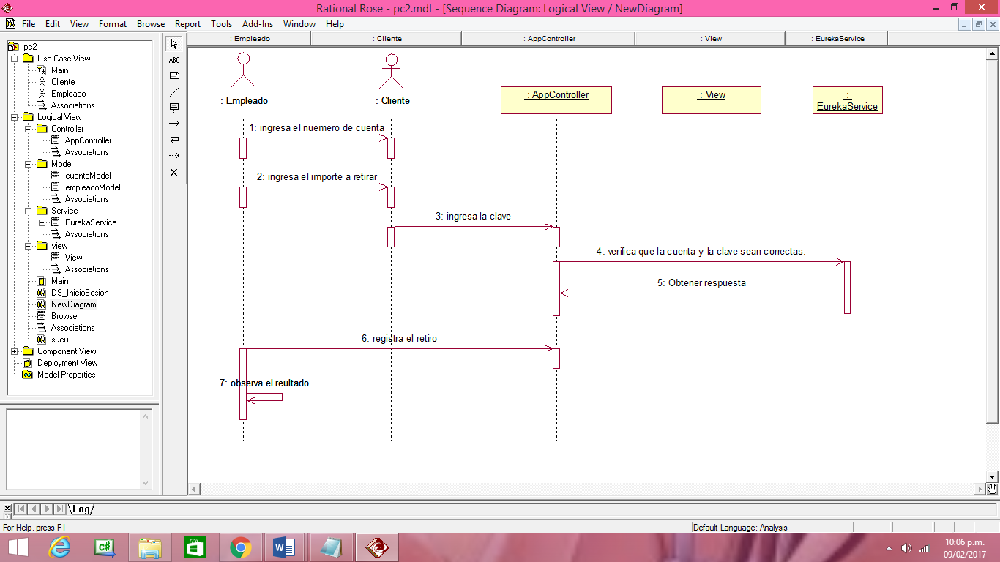 Rational Rose - pc2.mdl - [Sequence Diagram: Logical View / NewDiagram]
File Edit View Format Browse Report Tools Add-Ins Window Help
pc2
Use Case View
Main
Cliente
Empleado
Associations
Logical View
Controller
AppController
Associations
Model
cuentaModel
empleadoModel
Associations
Service
EurekaService
Associations
view
View
Associations
Main
DS_InicioSesion
NewDiagram
Browser
Associations
sucu
Component View
Deployment View
Model Properties
ABC
: Empleado : Cliente : AppController : View : EurekaService
: Empleado
: Cliente
: AppController
: View
:
EurekaService
1: ingresa el nuemero de cuenta
2: ingresa el importe a retirar
3: ingresa la clave
4: verifica que la cuenta y la clave sean correctas.
5: Obtener respuesta
6: registra el retiro
7: observa el reultado
Log
For Help, press F1
Default Language: Analysis
C#
10:06 p.m.
09/02/2017